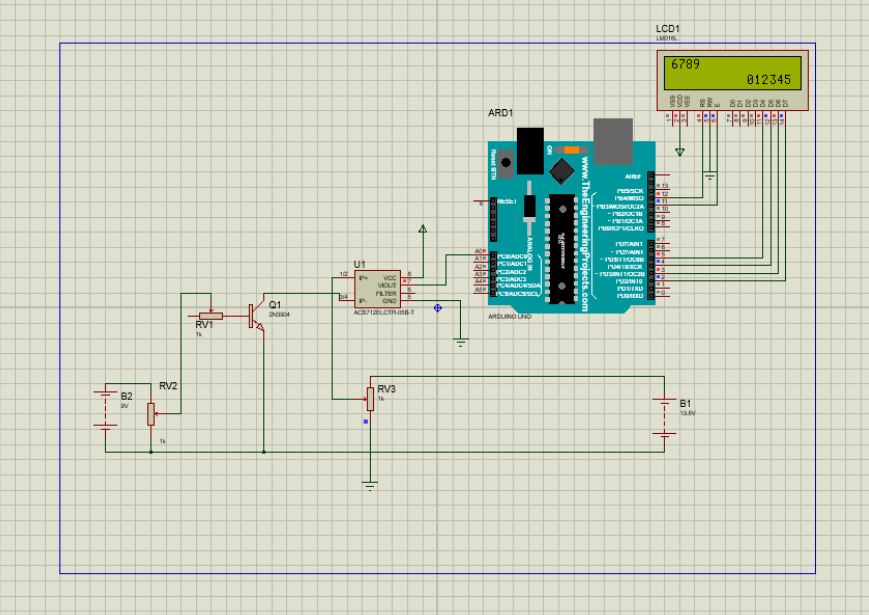 LCD1
LM016L
6789
012345
VSS
VDD
VEE
RS
RW
E
D0
D1
D2
D3
D4
D5
D6
D7
ARD1
Reset BTN
ON
www.TheEngineeringProjects.com
AREF
13
PB5/SCK
12
PB4/MISO
11
~ PB3/MOSI/OC2A
10
~ PB2/OC1B
9
~ PB1/OC1A
8
PB0/ICP1/CLKO
7
PD7/AIN1
6
~ PD6/AIN0
5
~ PD5/T1/OC0B
4
PD4/T0/XCK
3
~ PD3/INT1/OC2B
2
PD2/INT0
1
PD1/TXD
0
PD0/RXD
RESET
ANALOG IN
A0
PC0/ADC0
A1
PC1/ADC1
A2
PC2/ADC2
A3
PC3/ADC3
A4
PC4/ADC4/SDA
A5
PC5/ADC5/SCL
ARDUINO UNO
U1
1/2
IP+
VCC
8
VIOUT
7
FILTER
6
3/4
IP-
GND
5
ACS712ELCTR-05B-T
Q1
2N3904
RV1
1k
RV2
1k
B2
9V
RV3
1k
B1
13.5V